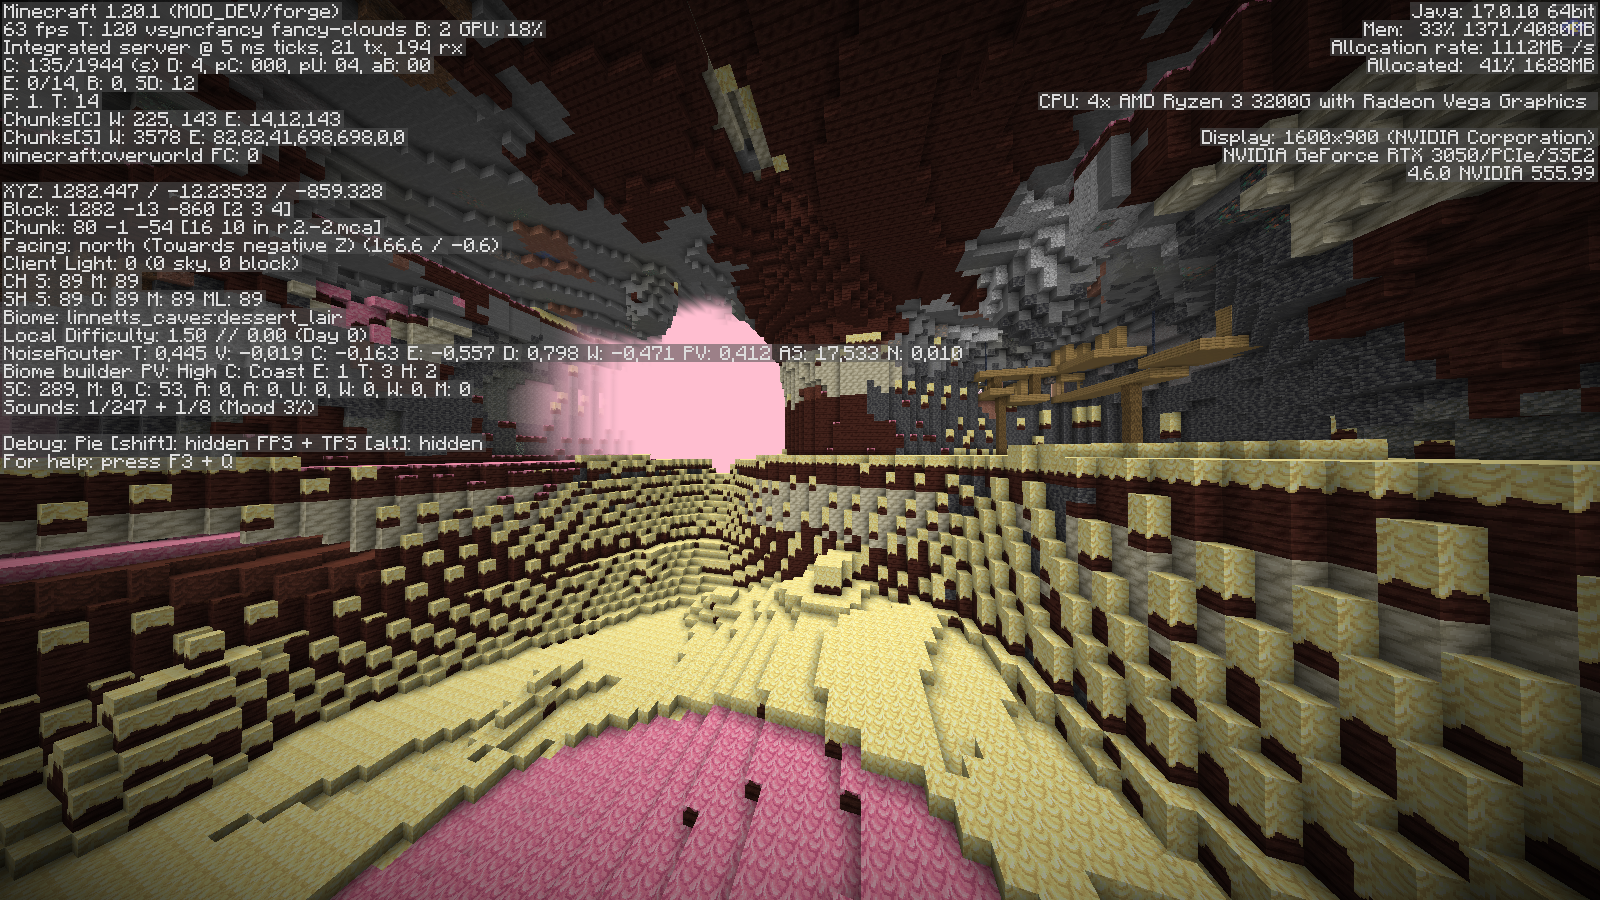 Minecraft 1.20.1 (MOD_DEV/forge)
63 fps T: 120 vsyncfancy fancy-clouds B: 2 GPU: 18%
Integrated server @ 5 ms ticks, 21 tx, 194 rx
C: 135/1944 (s) D: 4, pC: 000, pU: 04, aB: 00
E: 0/14, B: 0, SD: 12
P: 1. T: 14
Chunks[C] W: 225, 143 E: 14,12,143
Chunks[S] W: 3578 E: 82,82,41,698,698,0,0
minecraft:overworld FC: 0
XYZ: 1282.447 / -12.23532 / -859.328
Block: 1282 -13 -860 [2 3 4]
Chunk: 80 -1 -54 [16 10 in r.2.-2.mca]
Facing: north (Towards negative Z) (166.6 / -0.6)
Client Light: 0 (0 sky, 0 block)
CH S: 89 M: 89
SH S: 89 O: 89 M: 89 ML: 89
Biome: linnetts_caves:dessert_lair
Local Difficulty: 1.50 // 0.00 (Day 0)
NoiseRouter T: 0,445 V: -0,019 C: -0,163 E: -0,557 D: 0,798 W: -0,471 PV: 0,412 AS: 17,533 N: 0,010
Biome builder PV: High C: Coast E: 1 T: 3 H: 2
SC: 289, M: 0, C: 53, A: 0, A: 0, U: 0, W: 0, W: 0, M: 0
Sounds: 1/247 + 1/8 (Mood 3%)
Debug: Pie [shift]: hidden FPS + TPS [alt]: hidden
For help: press F3 + Q
Java: 17.0.10 64bit
Mem: 33% 1371/4080MB
Allocation rate: 1112MB /s
Allocated: 41% 1688MB
CPU: 4x AMD Ryzen 3 3200G with Radeon Vega Graphics
Display: 1600x900 (NVIDIA Corporation)
NVIDIA GeForce RTX 3050/PCIe/SSE2
4.6.0 NVIDIA 555.99